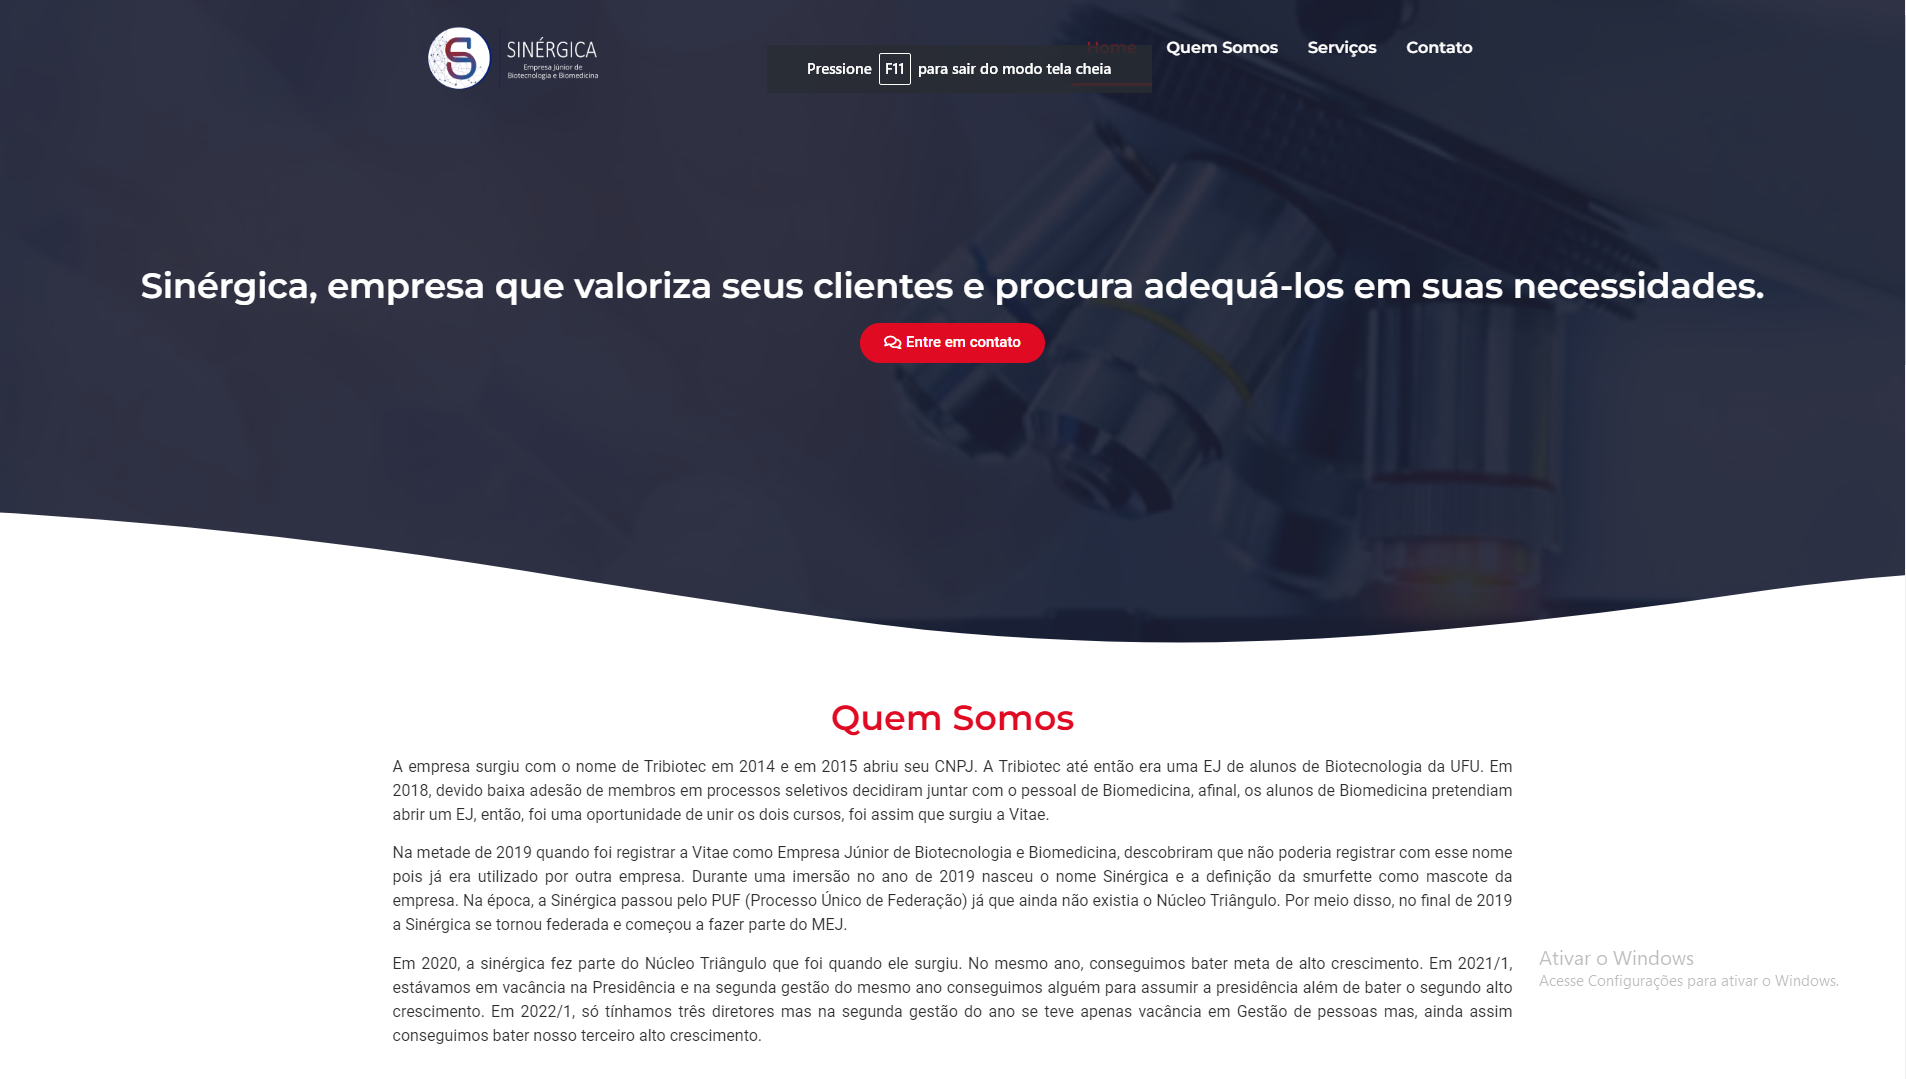 SINÉRGICA
Empresa Júnior de
Biotecnologia e Biomedicina
Home
Quem Somos
Serviços
Contato
Pressione F11 para sair do modo tela cheia
Sinérgica, empresa que valoriza seus clientes e procura adequá-los em suas necessidades.
Entre em contato
Quem Somos
A empresa surgiu com o nome de Tribiotec em 2014 e em 2015 abriu seu CNPJ. A Tribiotec até então era uma EJ de alunos de Biotecnologia da UFU. Em
2018, devido baixa adesão de membros em processos seletivos decidiram juntar com o pessoal de Biomedicina, afinal, os alunos de Biomedicina pretendiam
abrir um EJ, então, foi uma oportunidade de unir os dois cursos, foi assim que surgiu a Vitae.
Na metade de 2019 quando foi registrar a Vitae como Empresa Júnior de Biotecnologia e Biomedicina, descobriram que não poderia registrar com esse nome
pois já era utilizado por outra empresa. Durante uma imersão no ano de 2019 nasceu o nome Sinérgica e a definição da smurfette como mascote da
empresa. Na época, a Sinérgica passou pelo PUF (Processo Único de Federação) já que ainda não existia o Núcleo Triângulo. Por meio disso, no final de 2019
a Sinérgica se tornou federada e começou a fazer parte do MEJ.
Em 2020, a sinérgica fez parte do Núcleo Triângulo que foi quando ele surgiu. No mesmo ano, conseguimos bater meta de alto crescimento. Em 2021/1,
estávamos em vacância na Presidência e na segunda gestão do mesmo ano conseguimos alguém para assumir a presidência além de bater o segundo alto
crescimento. Em 2022/1, só tínhamos três diretores mas na segunda gestão do ano se teve apenas vacância em Gestão de pessoas mas, ainda assim
conseguimos bater nosso terceiro alto crescimento.
Ativar o Windows
Acesse Configurações para ativar o Windows.